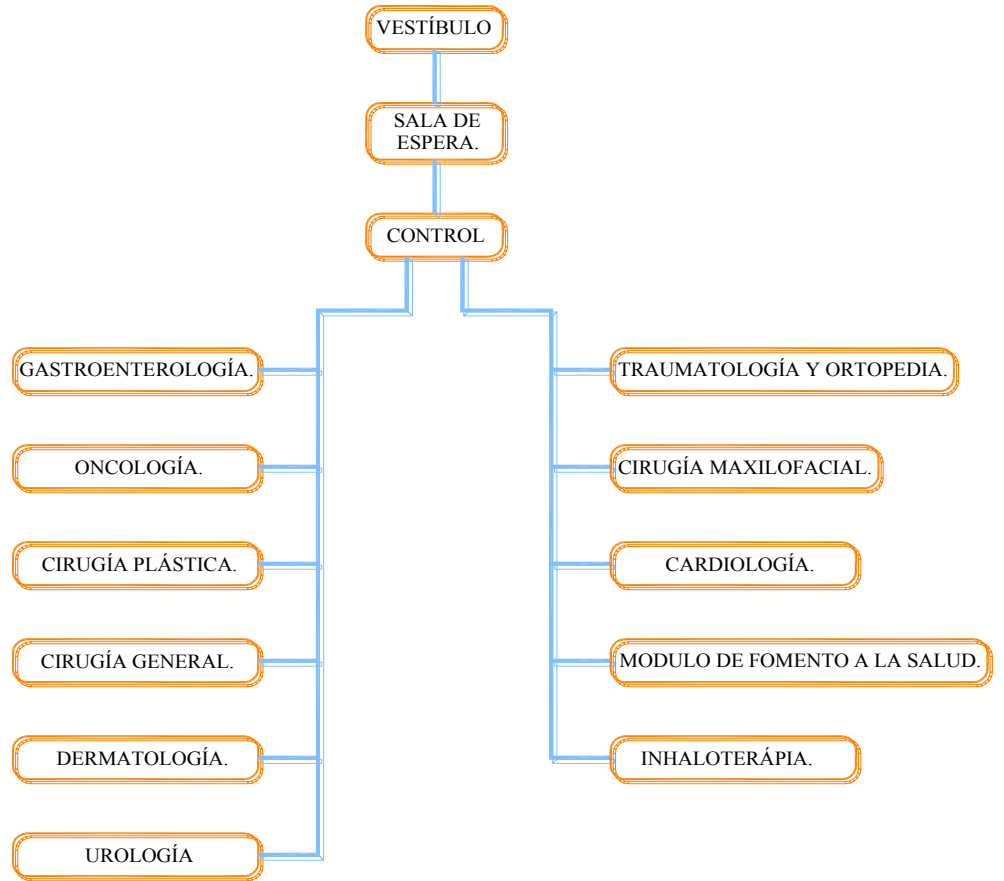 VESTÍBULO
SALA DE
ESPERA.
CONTROL
GASTROENTEROLOGÍA.
ONCOLOGÍA.
CIRUGÍA PLÁSTICA.
CIRUGÍA GENERAL.
DERMATOLOGÍA.
UROLOGÍA
TRAUMATOLOGÍA Y ORTOPEDIA.
CIRUGÍA MAXILOFACIAL.
CARDIOLOGÍA.
MODULO DE FOMENTO A LA SALUD.
INHALOTERÁPIA.